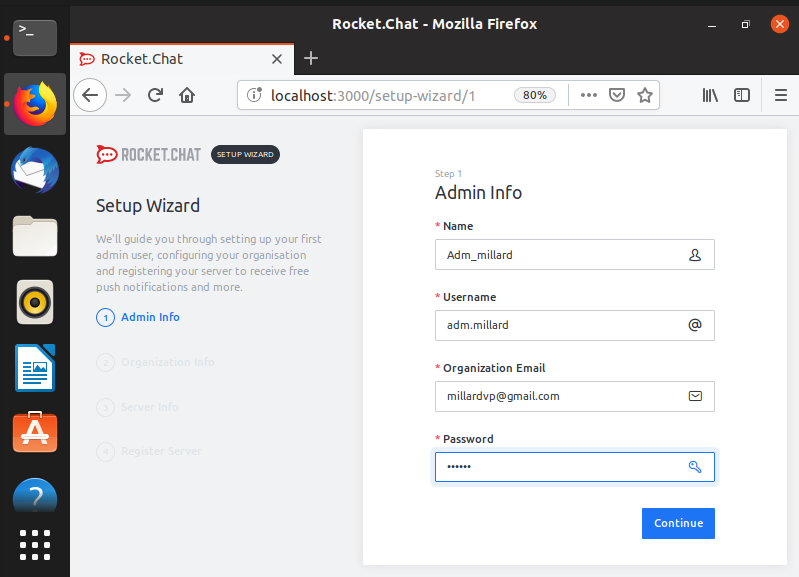 Rocket.Chat - Mozilla Firefox
Rocket.Chat
localhost:3000/setup-wizard/1
80%
ROCKET.CHAT
SETUP WIZARD
Setup Wizard
We'll guide you through setting up your first
admin user, configuring your organisation
and registering your server to receive free
push notifications and more.
1 Admin Info
2 Organization Info
3 Server Info
4 Register Server
Step 1
Admin Info
* Name
Adm_millard
* Username
adm.millard
@
* Organization Email
millardvp@gmail.com
* Password
••••••
Continue